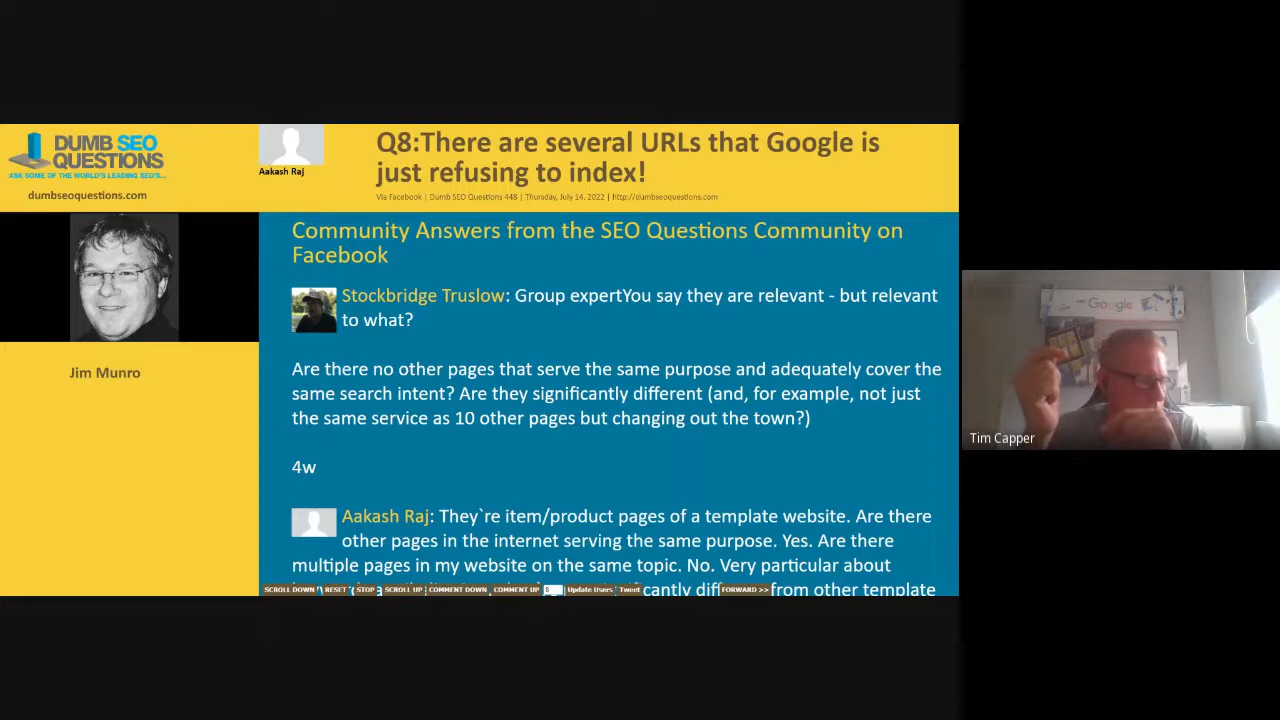 DUMB SEO
QUESTIONS
ASK SOME OF THE WORLD'S LEADING SEO'S...
dumbseoquestions.com
Aakash Raj
Q8:There are several URLs that Google is
just refusing to index!
Via Facebook | Dumb SEO Questions 448 | Thursday, July 14, 2022 | http://dumbseoquestions.com
Jim Munro
Community Answers from the SEO Questions Community on
Facebook
Stockbridge Truslow: Group expertYou say they are relevant - but relevant
to what?
Are there no other pages that serve the same purpose and adequately cover the
same search intent? Are they significantly different (and, for example, not just
the same service as 10 other pages but changing out the town?)
4w
Aakash Raj: They`re item/product pages of a template website. Are there
other pages in the internet serving the same purpose. Yes. Are there
multiple pages in my website on the same topic. No. Very particular about
cantly diff from other template
SCROLL DOWN RESET STOP SCROLL UP COMMENT DOWN COMMENT UP 8 Update Users Tweet FORWARD >>
Google
Tim Capper